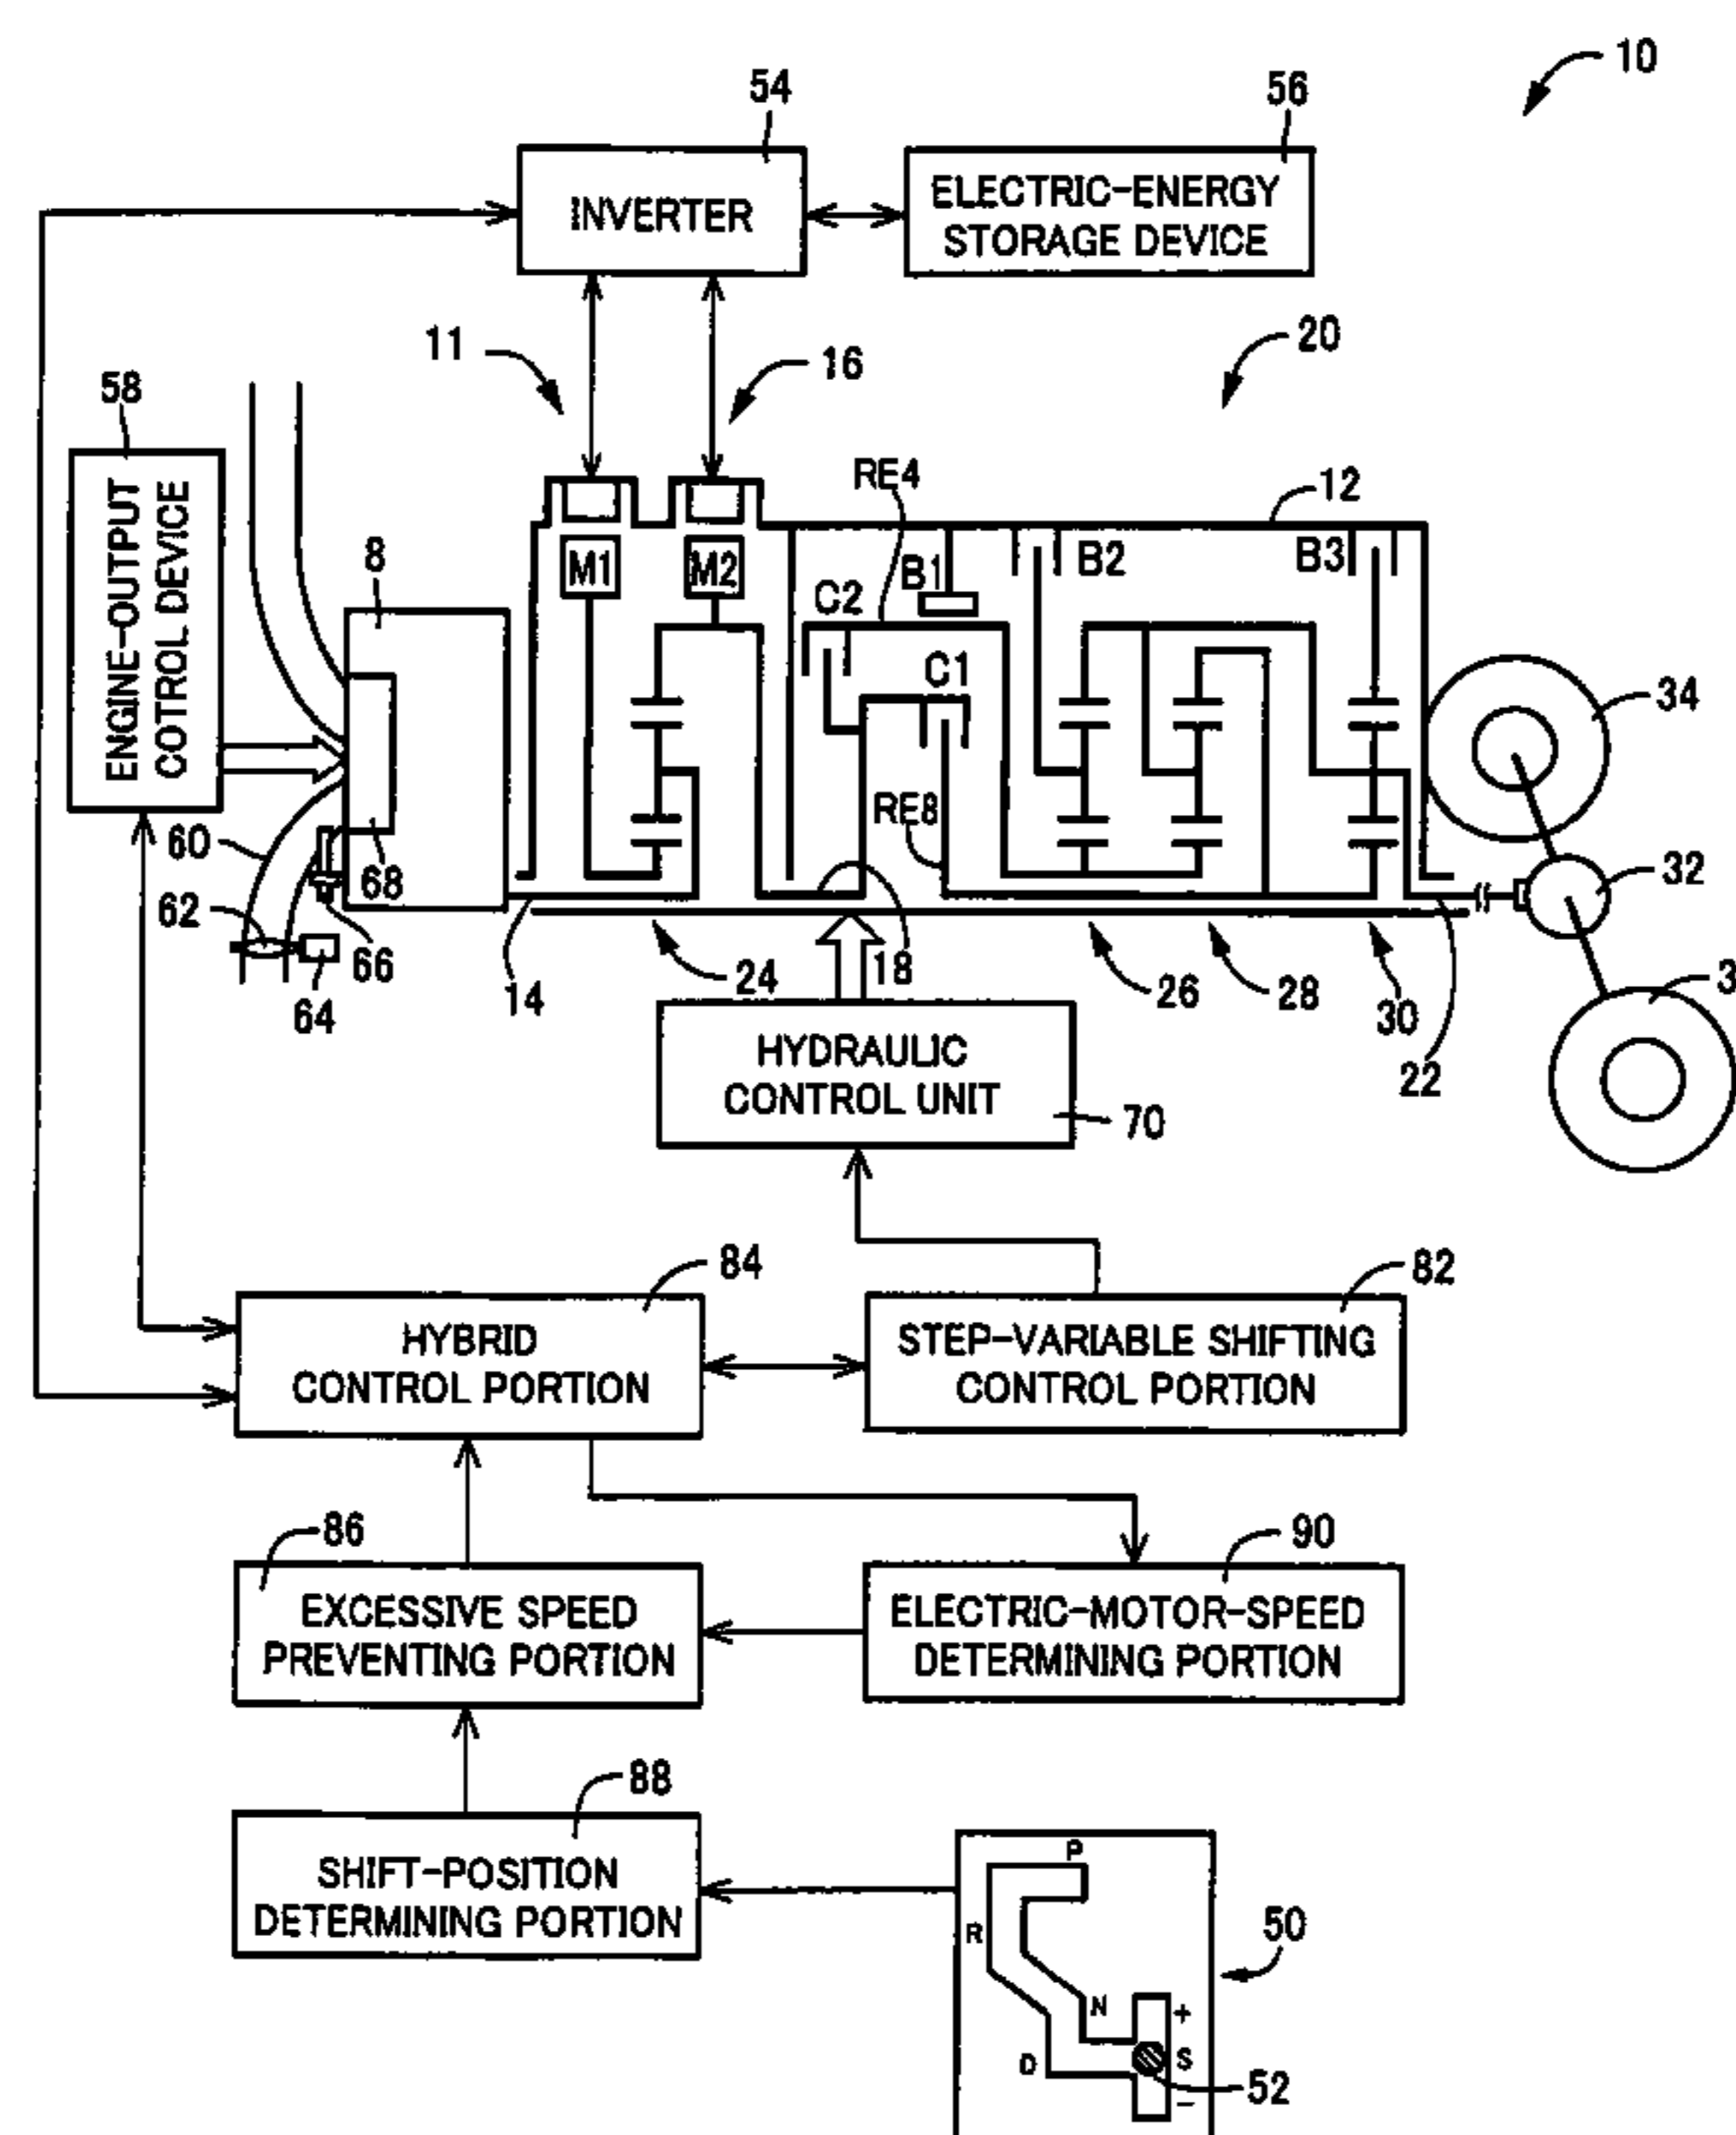 10
54
56
INVERTER
ELECTRIC-ENERGY
STORAGE DEVICE
11
16
20
58
ENGINE-OUTPUT
COTROL DEVICE
8
RE4
12
M1
M2
B1
B2
B3
C2
C1
34
RE8
60
68
32
62
66
64
14
24
18
26
28
30
22
3
HYDRAULIC
CONTROL UNIT
70
84
82
HYBRID
CONTROL PORTION
STEP-VARIABLE SHIFTING
CONTROL PORTION
86
90
EXCESSIVE SPEED
PREVENTING PORTION
ELECTRIC-MOTOR-SPEED
DETERMINING PORTION
88
SHIFT-POSITION
DETERMINING PORTION
P
R
50
N
+
D
S
52
-